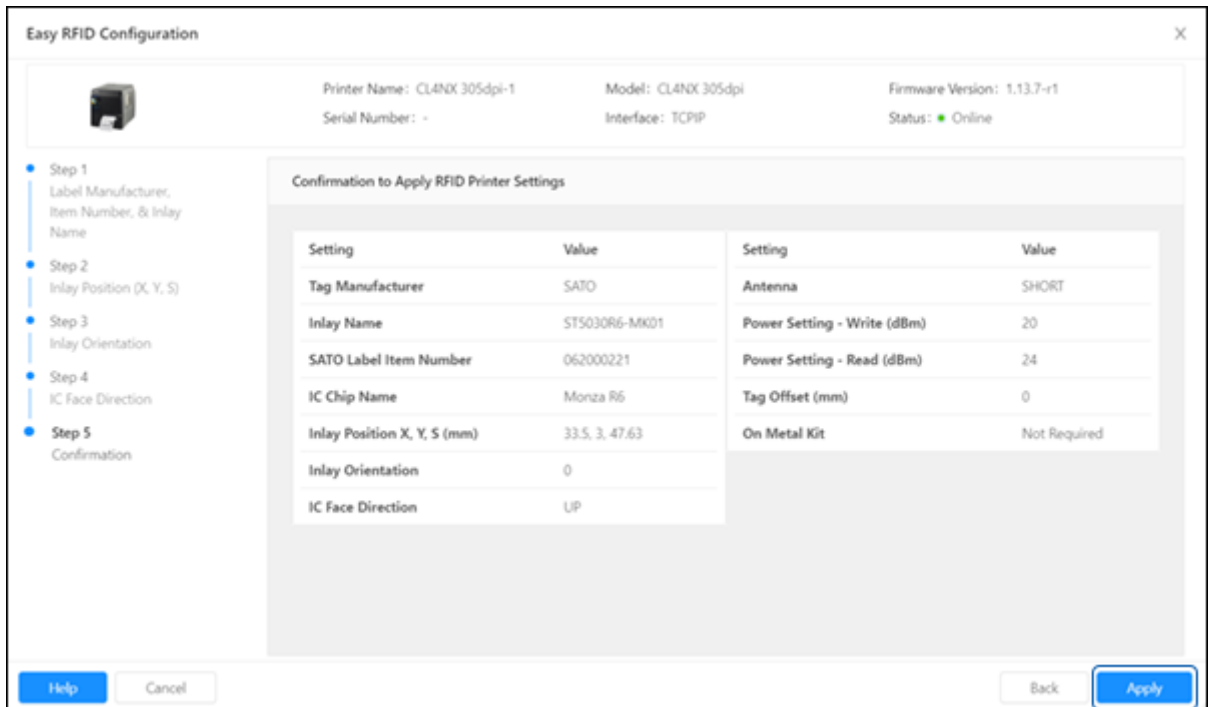 Easy RFID Configuration
Printer Name: CL4NX 305dpi-1 Model: CL4NX 305dpi Firmware Version: 1.13.7-r1
Serial Number: - Interface: TCPIP Status: Online
Step 1
Label Manufacturer,
Item Number, & Inlay
Name
Step 2
Inlay Position (X, Y, S)
Step 3
Inlay Orientation
Step 4
IC Face Direction
Step 5
Confirmation
Confirmation to Apply RFID Printer Settings
Setting Value
Tag Manufacturer SATO
Inlay Name ST5030R6-MK01
SATO Label Item Number 062000221
IC Chip Name Monza R6
Inlay Position X, Y, S (mm) 33.5, 3, 47.63
Inlay Orientation 0
IC Face Direction UP
Setting Value
Antenna SHORT
Power Setting - Write (dBm) 20
Power Setting - Read (dBm) 24
Tag Offset (mm) 0
On Metal Kit Not Required
Help Cancel Back Apply